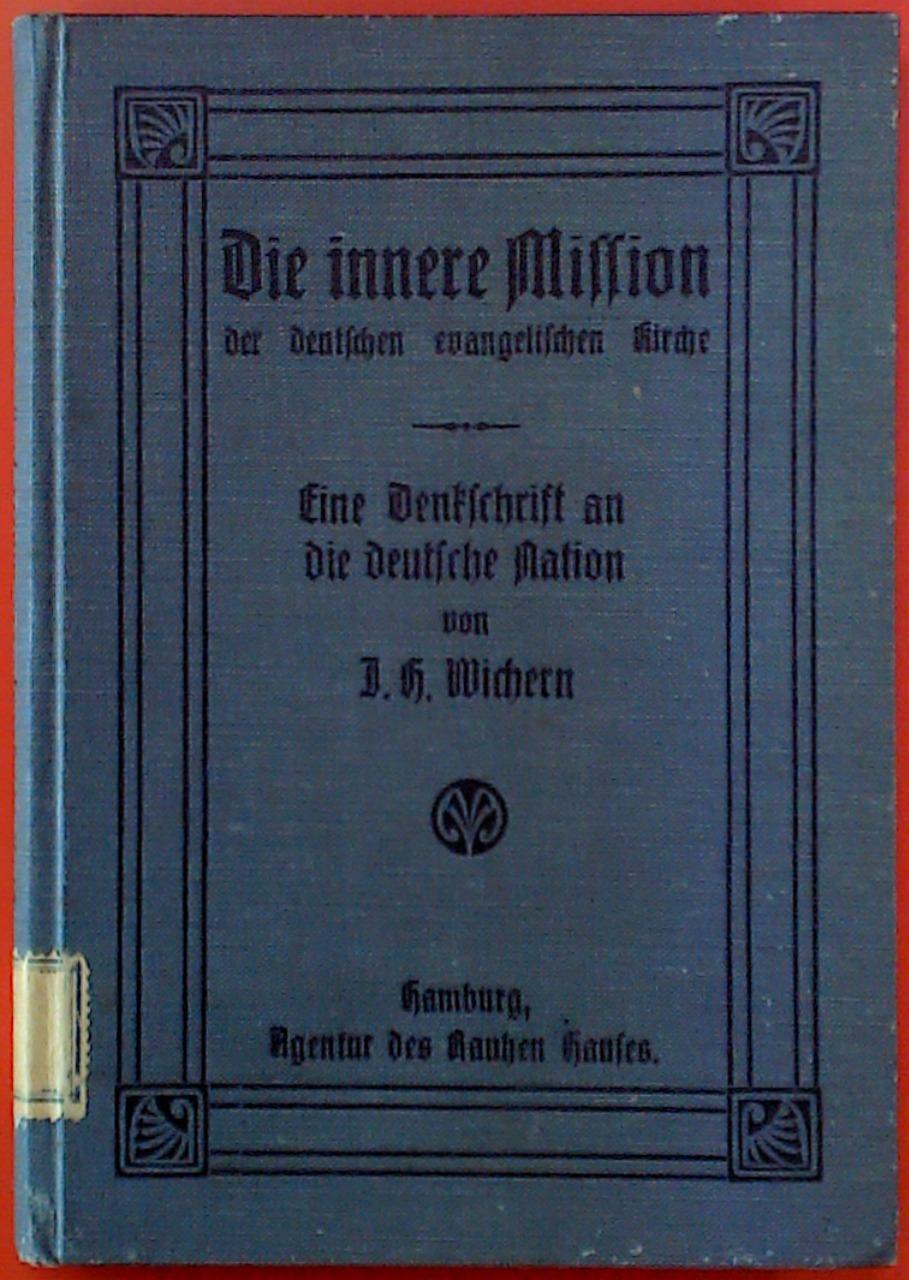 Die innere Miſſion
der deutſchen evangeliſchen Kirche
Eine Denkſchrift an
die deutſche Nation
von
J. H. Wichern
Hamburg,
Agentur des Rauhen Hauſes.